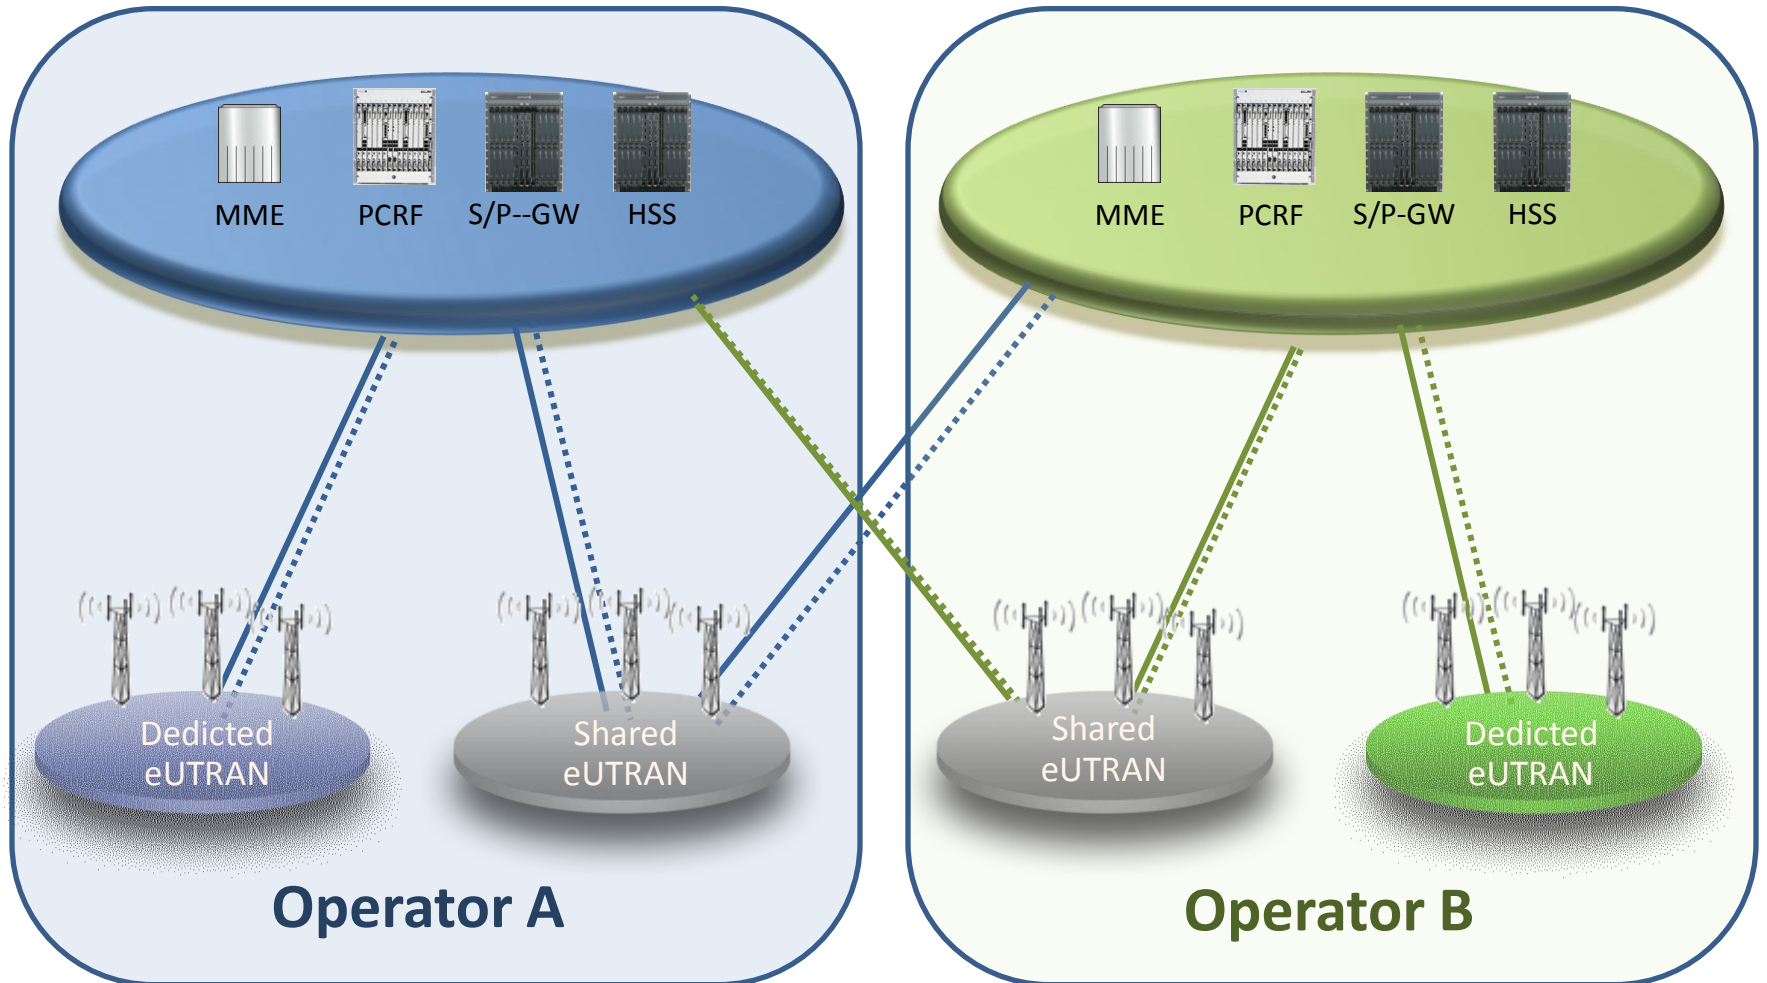 MME PCRF S/P--GW HSS
MME PCRF S/P-GW HSS
Dedicted
eUTRAN
Shared
eUTRAN
Shared
eUTRAN
Dedicted
eUTRAN
Operator A
Operator B